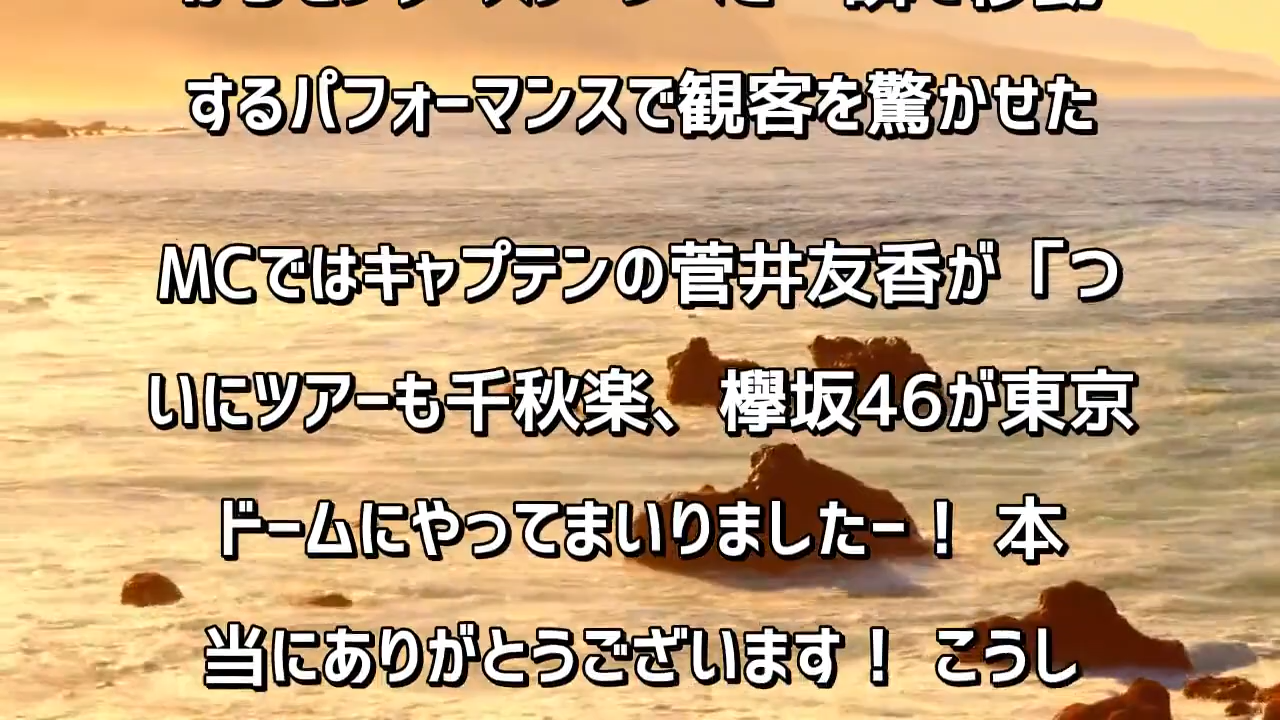 するパフォーマンスで観客を驚かせた
MCではキャプテンの菅井友香が「つ
いにツアーも千秋楽、欅坂46が東京
ドームにやってまいりましたー！ 本
当にありがとうございます！ こうし